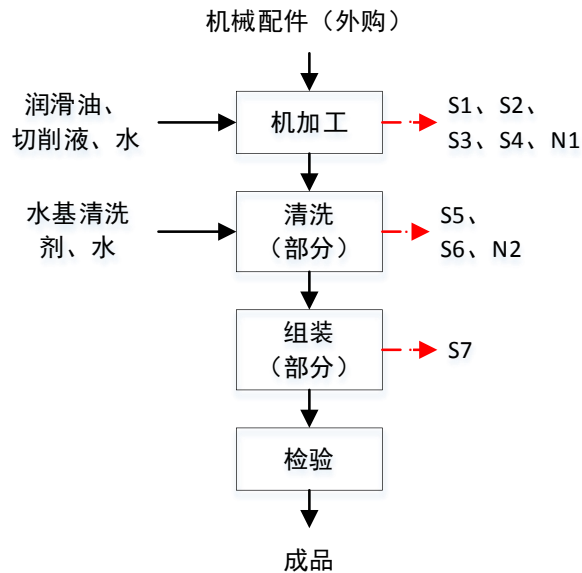 机械配件（外购）
润滑油、
切削液、水
机加工
S1、S2、
S3、S4、N1
水基清洗
剂、水
清洗
（部分）
S5、
S6、N2
组装
（部分）
S7
检验
成品